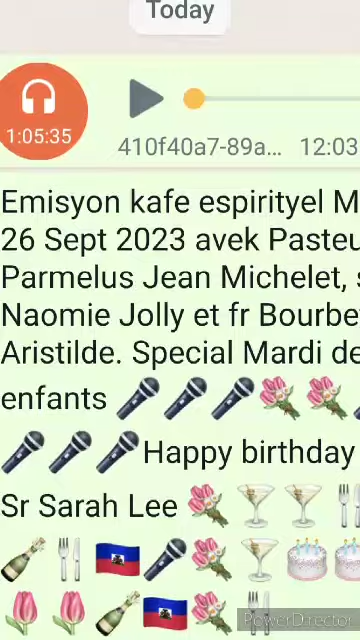 Today
1:05:35
410f40a7-89a... 12:03
Emisyon kafe espirityel M
26 Sept 2023 avek Pasteu
Parmelus Jean Michelet, s
Naomie Jolly et fr Bourbe
Aristilde. Special Mardi de
enfants 🎤🎤🎤💐💐
🎤🎤🎤Happy birthday
Sr Sarah Lee 💐🍸🍸🍴
🍾🍴🇭🇹🎤💐🍸🎂🎂
🌷🌷🍾🇭🇹💐🍴
PowerDirector